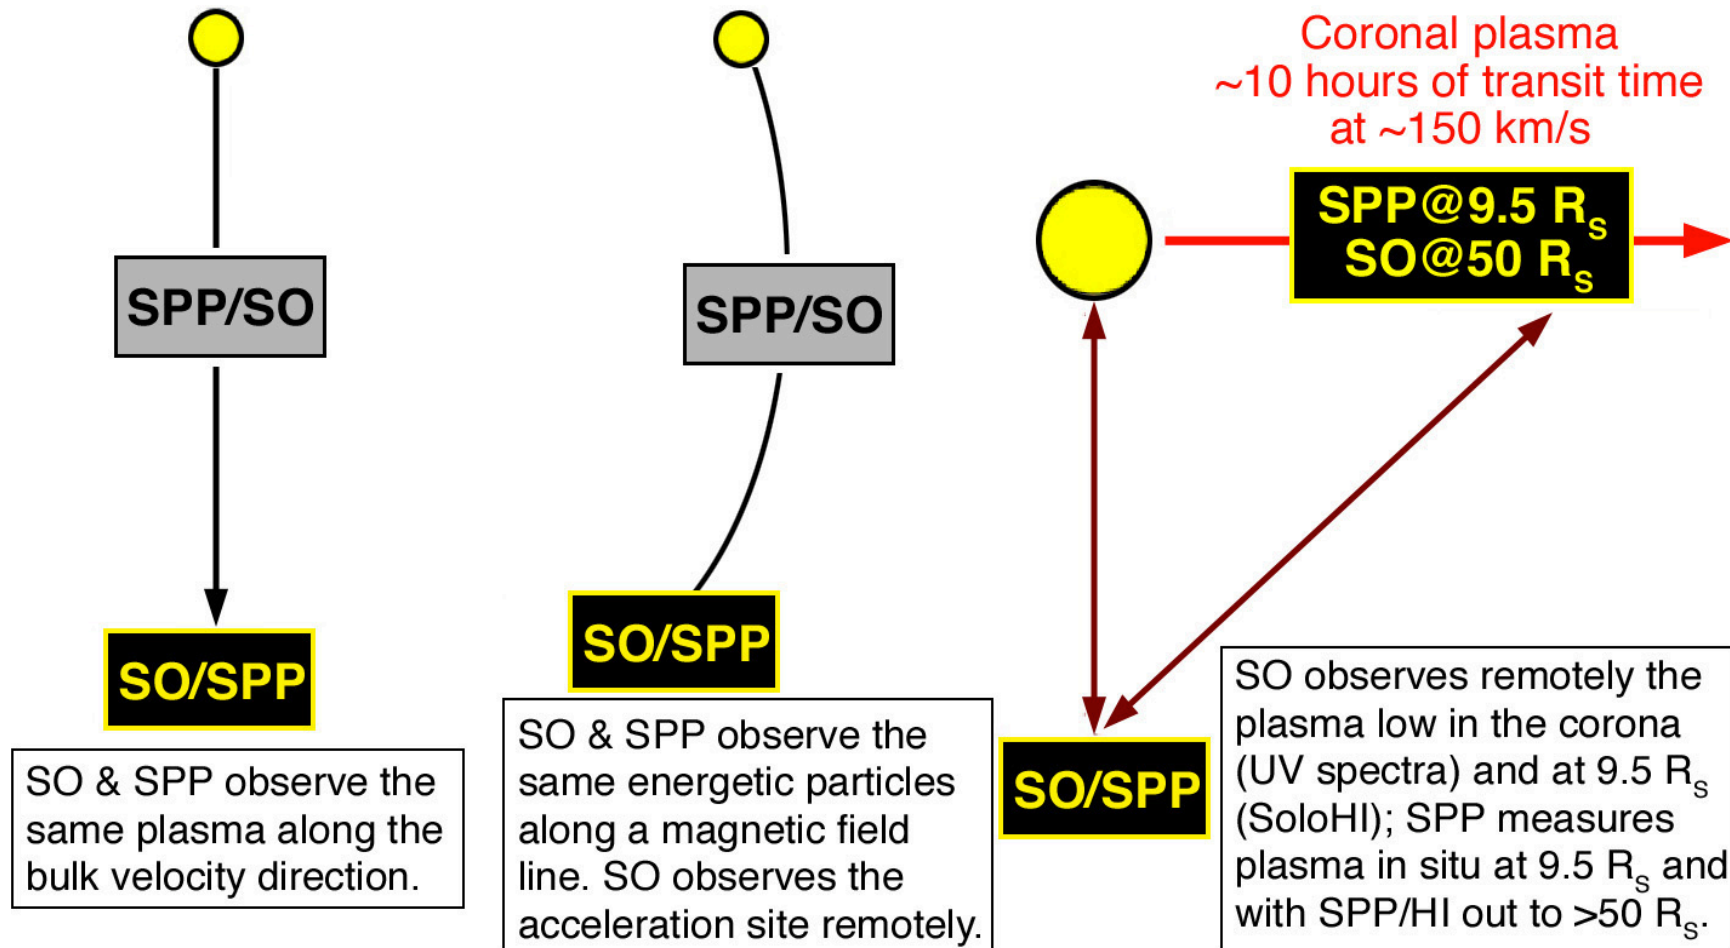 SPP/SO
SO/SPP
SO & SPP observe the
same plasma along the
bulk velocity direction.
SPP/SO
SO/SPP
SO & SPP observe the
same energetic particles
along a magnetic field
line. SO observes the
acceleration site remotely.
Coronal plasma
~10 hours of transit time
at ~150 km/s
SPP@9.5 Rs
SO@50 Rs
SO/SPP
SO observes remotely the
plasma low in the corona
(UV spectra) and at 9.5 Rs
(SoloHI); SPP measures
plasma in situ at 9.5 Rs and
with SPP/HI out to >50 Rs.